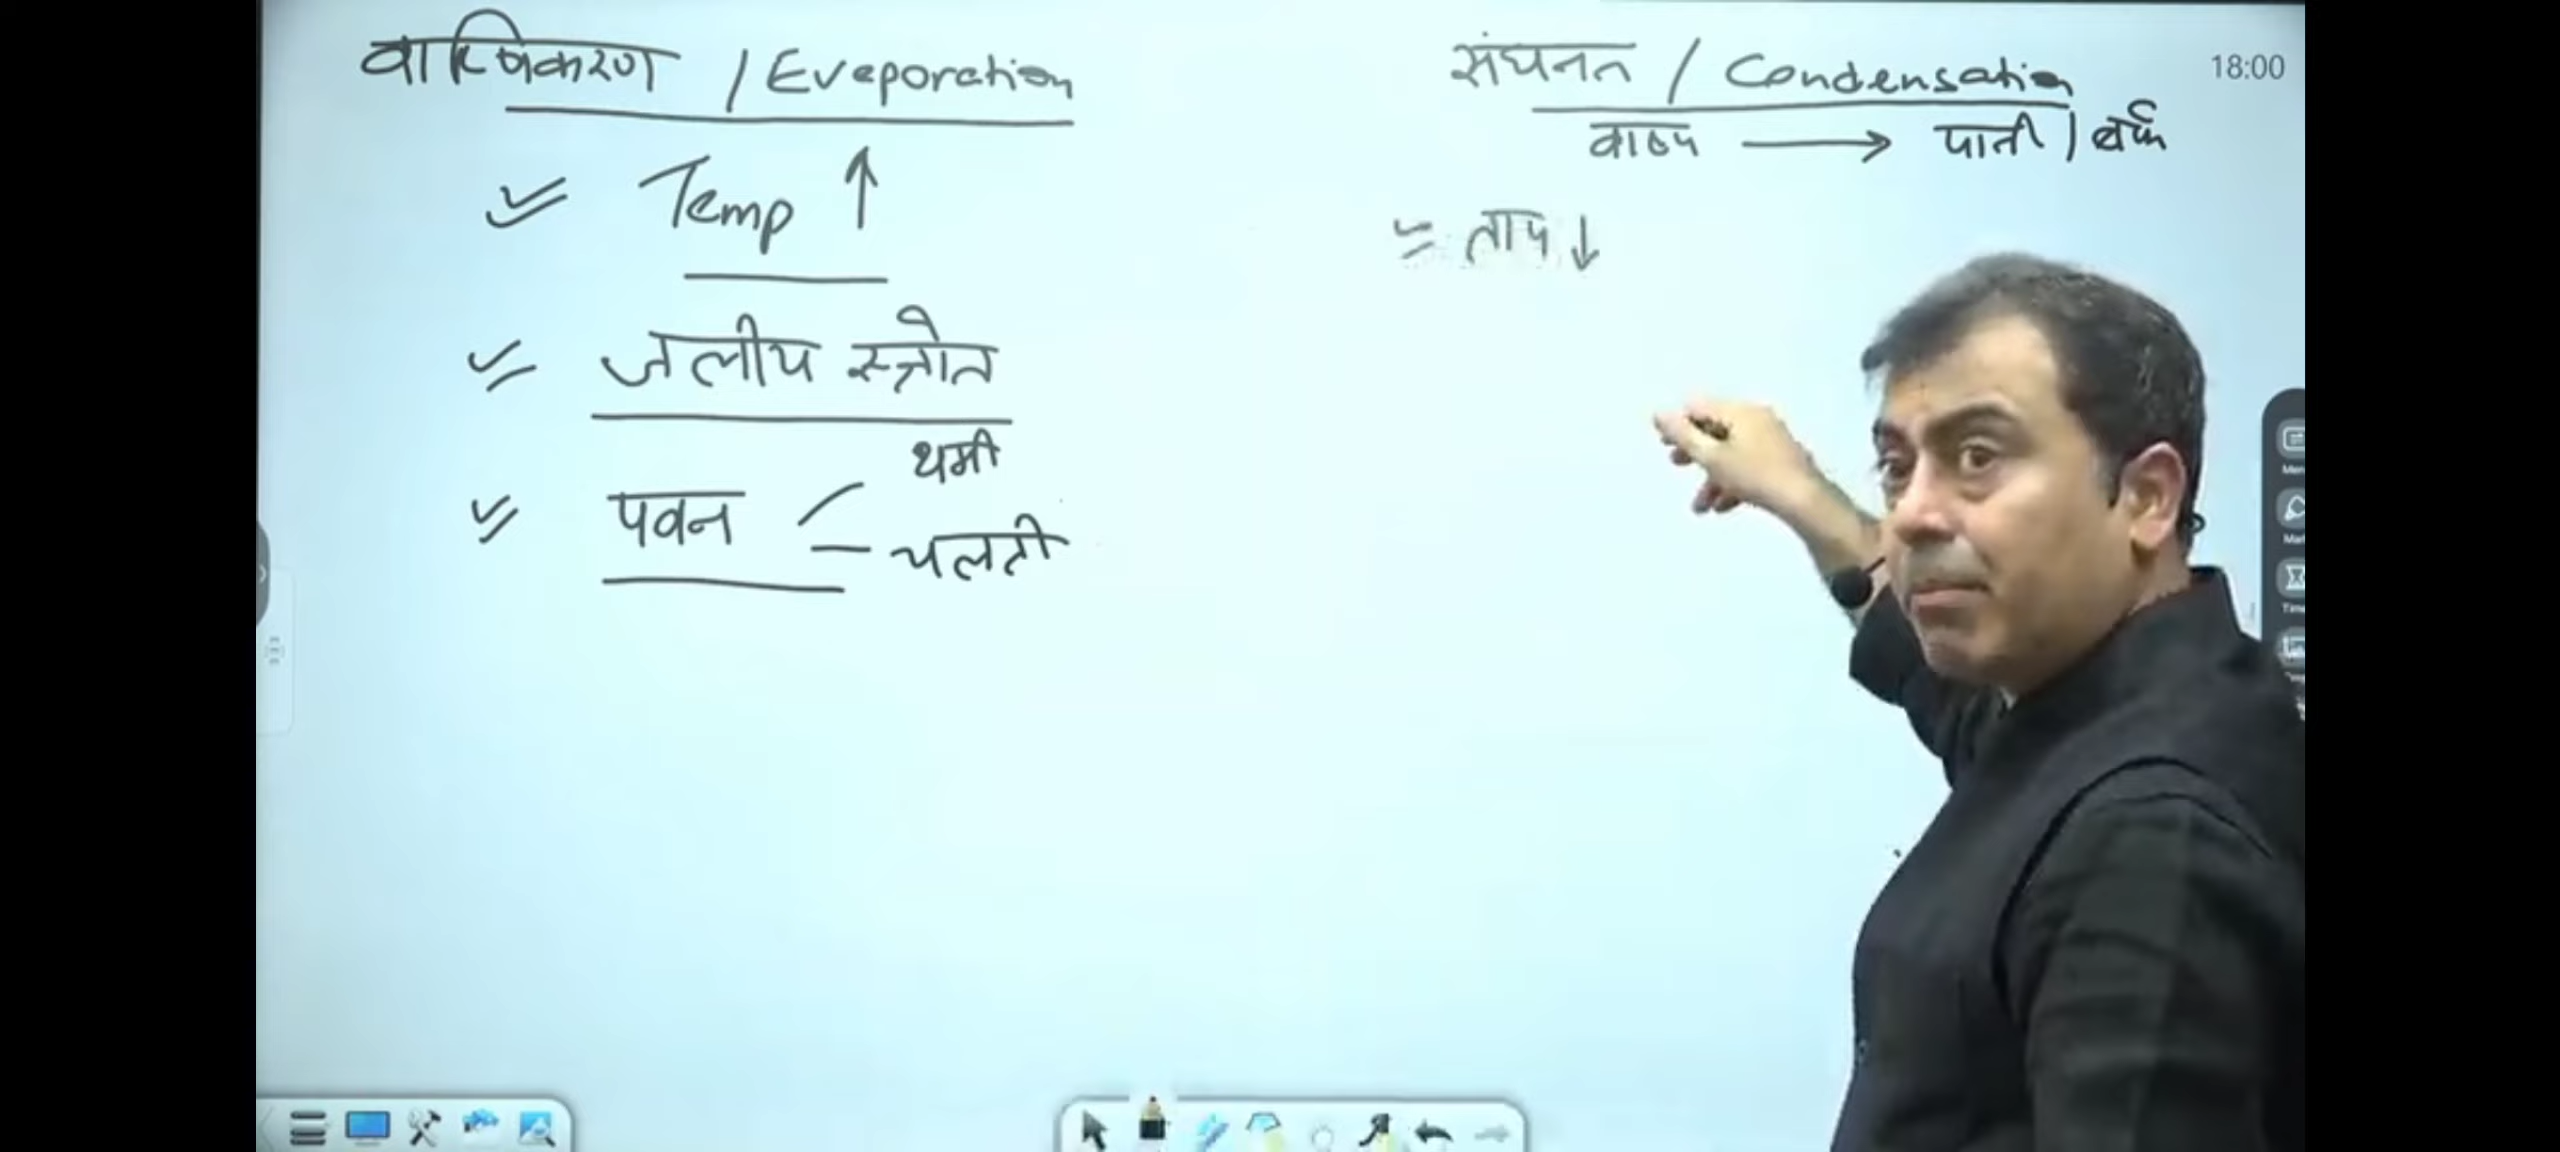 वाष्पिकरण / Evaporation
Temp ↑
जलीय स्त्रोत
पवन
थमी
चलती
संघनन / Condensation
वाष्प → पानी / बर्फ
ताप ↓
18:00